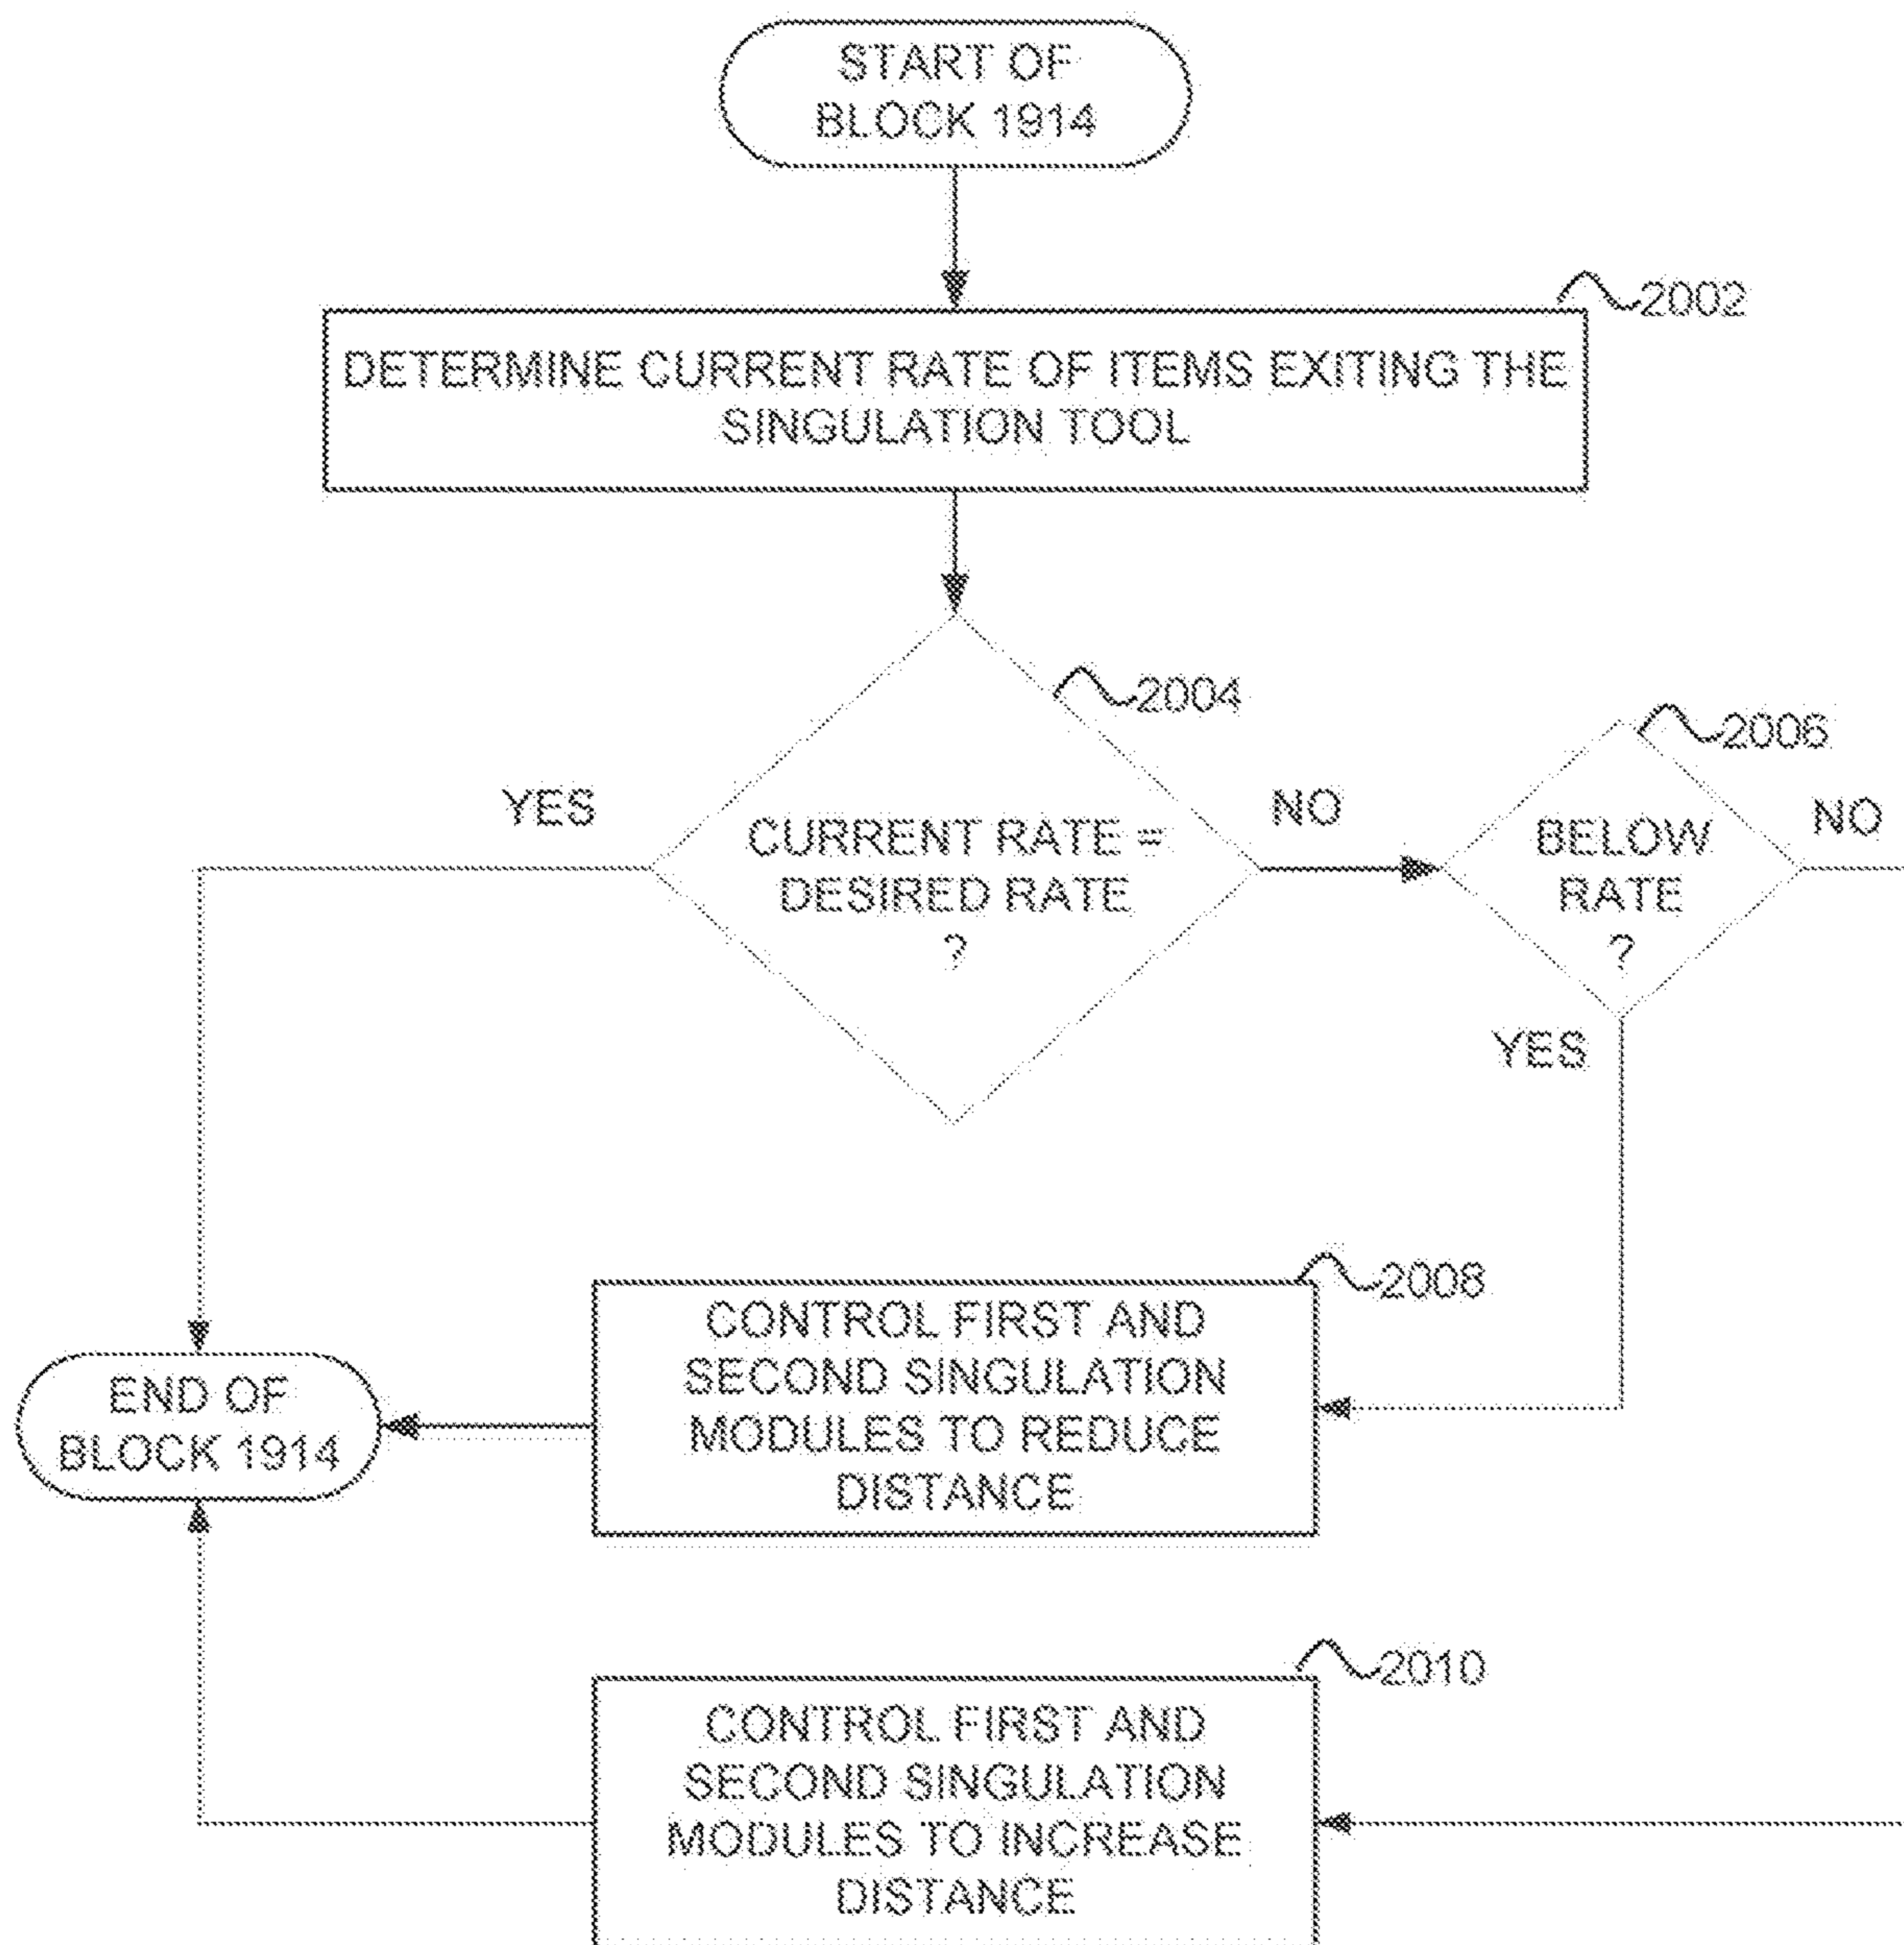 START OF
BLOCK 1914
2002
DETERMINE CURRENT RATE OF ITEMS EXITING THE
SINGULATION TOOL
2004
2006
YES
CURRENT RATE =
DESIRED RATE
?
NO
BELOW
RATE
?
NO
YES
2008
CONTROL FIRST AND
SECOND SINGULATION
MODULES TO REDUCE
DISTANCE
END OF
BLOCK 1914
2010
CONTROL FIRST AND
SECOND SINGULATION
MODULES TO INCREASE
DISTANCE